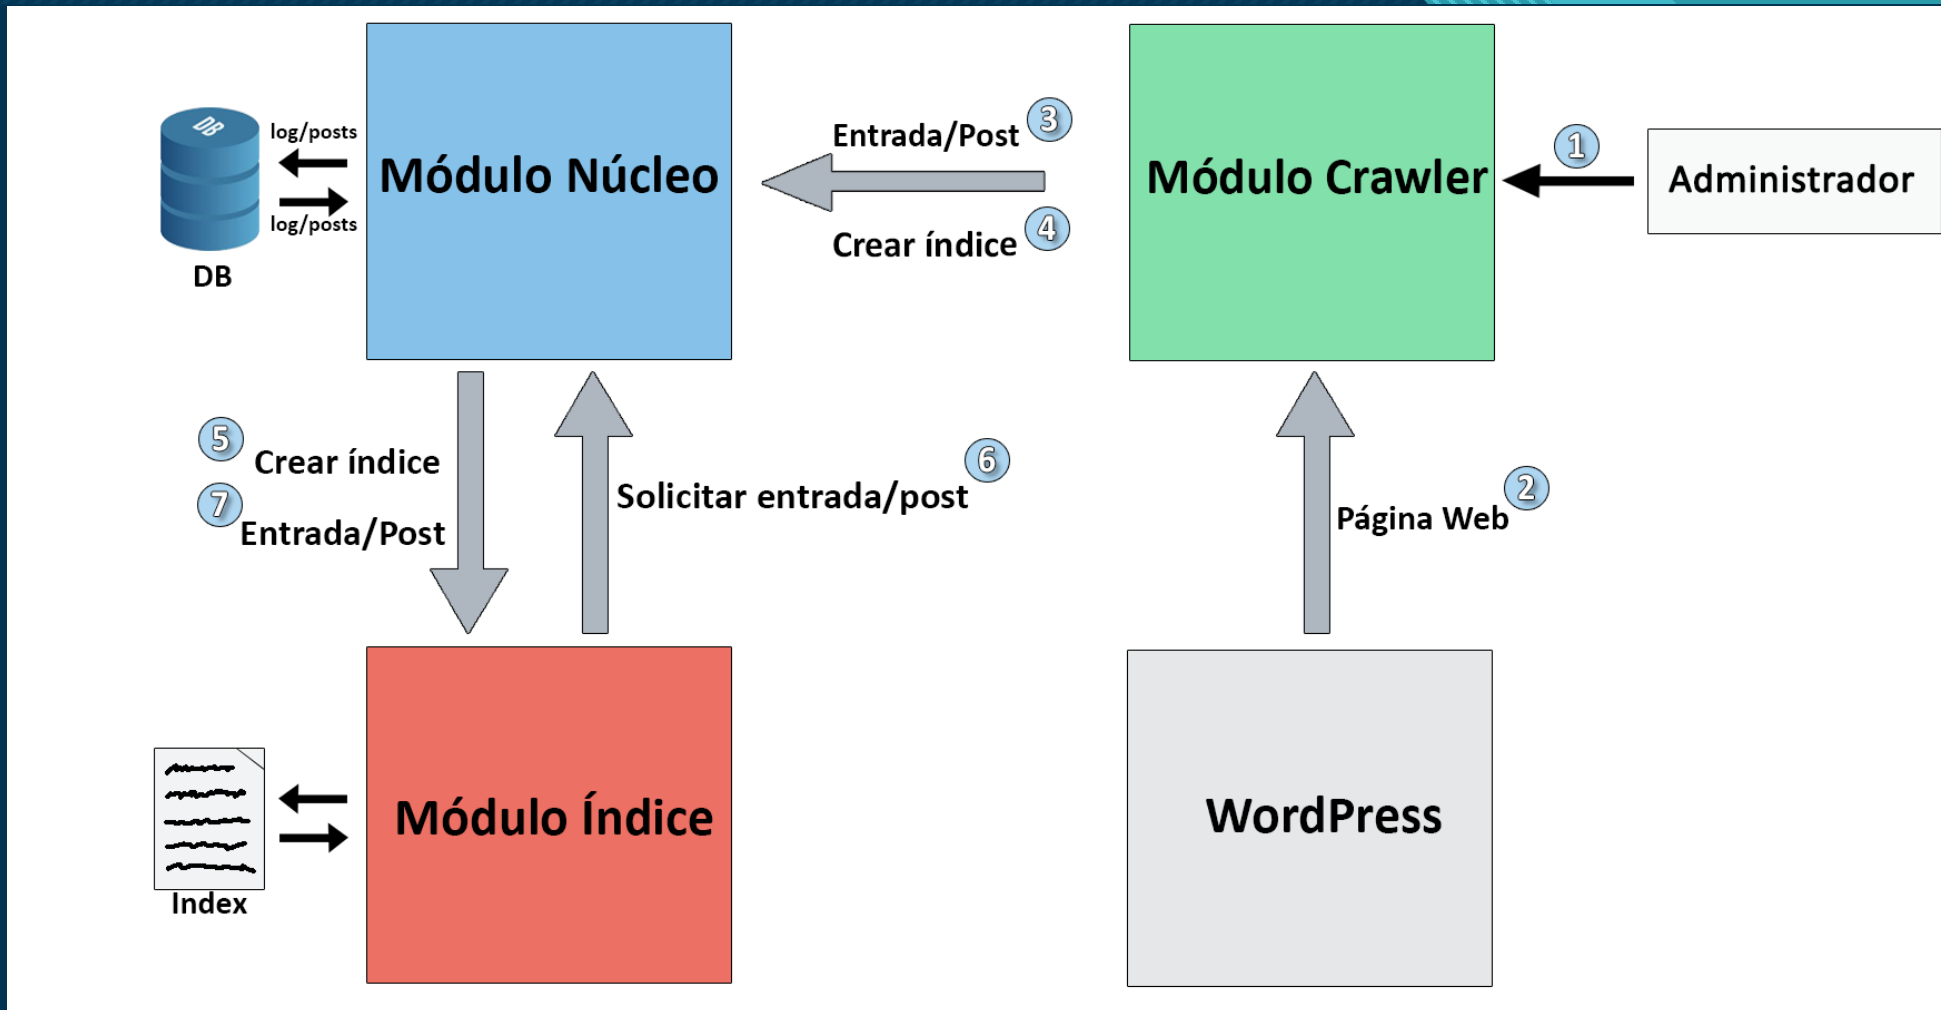 Módulo Núcleo
Módulo Crawler
Administrador
1
DB
log/posts
log/posts
DB
Entrada/Post 3
Crear índice 4
5 Crear índice
7 Entrada/Post
Solicitar entrada/post 6
Página Web 2
Módulo Índice
WordPress
Index